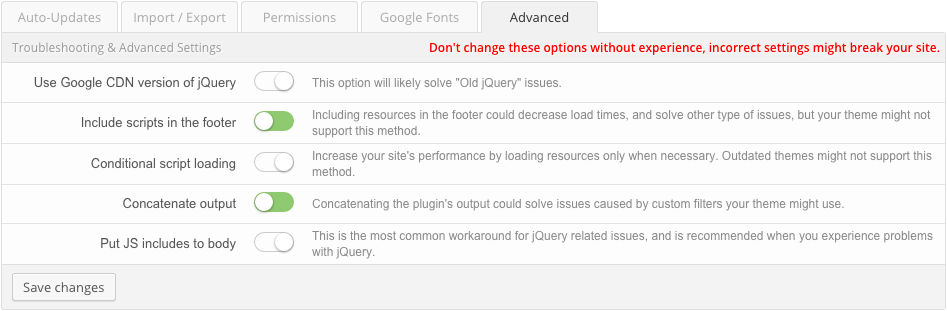 Auto-Updates
Import / Export
Permissions
Google Fonts
Advanced
Troubleshooting & Advanced Settings
Don't change these options without experience, incorrect settings might break your site.
Use Google CDN version of jQuery
This option will likely solve "Old jQuery" issues.
Include scripts in the footer
Including resources in the footer could decrease load times, and solve other type of issues, but your theme might not
support this method.
Conditional script loading
Increase your site's performance by loading resources only when necessary. Outdated themes might not support this
method.
Concatenate output
Concatenating the plugin's output could solve issues caused by custom filters your theme might use.
Put JS includes to body
This is the most common workaround for jQuery related issues, and is recommended when you experience problems
with jQuery.
Save changes